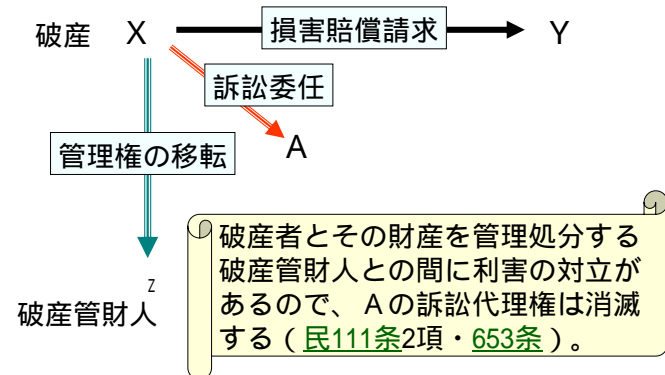 破産 X 損害賠償請求 Y
訴訟委任
A
管理権の移転
破産者とその財産を管理処分する
破産管財人との間に利害の対立が
あるので、Aの訴訟代理権は消滅
する(民111条2項・653条)。
破産管財人 Z